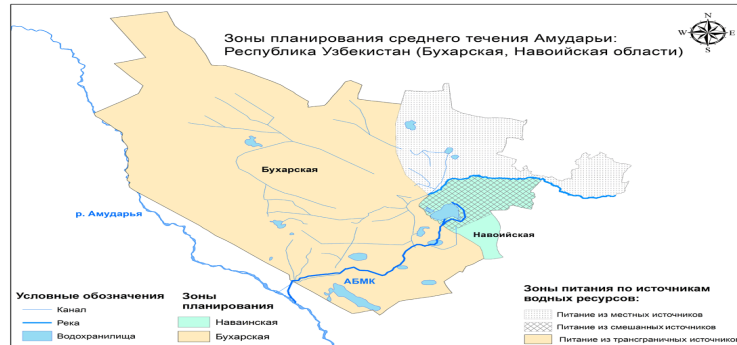 Зоны планирования среднего течения Амударьи:
Республика Узбекистан (Бухарская, Навоийская области)
N
W E
S
Бухарская
р. Амударья
Навоийская
АБМК
Условные обозначения
Канал
Река
Водохранилища
Зоны
планирования
Наваинская
Бухарская
Зоны питания по источникам
водных ресурсов:
Питание из местных источников
Питание из смешанных источников
Питание из трансграничных источников